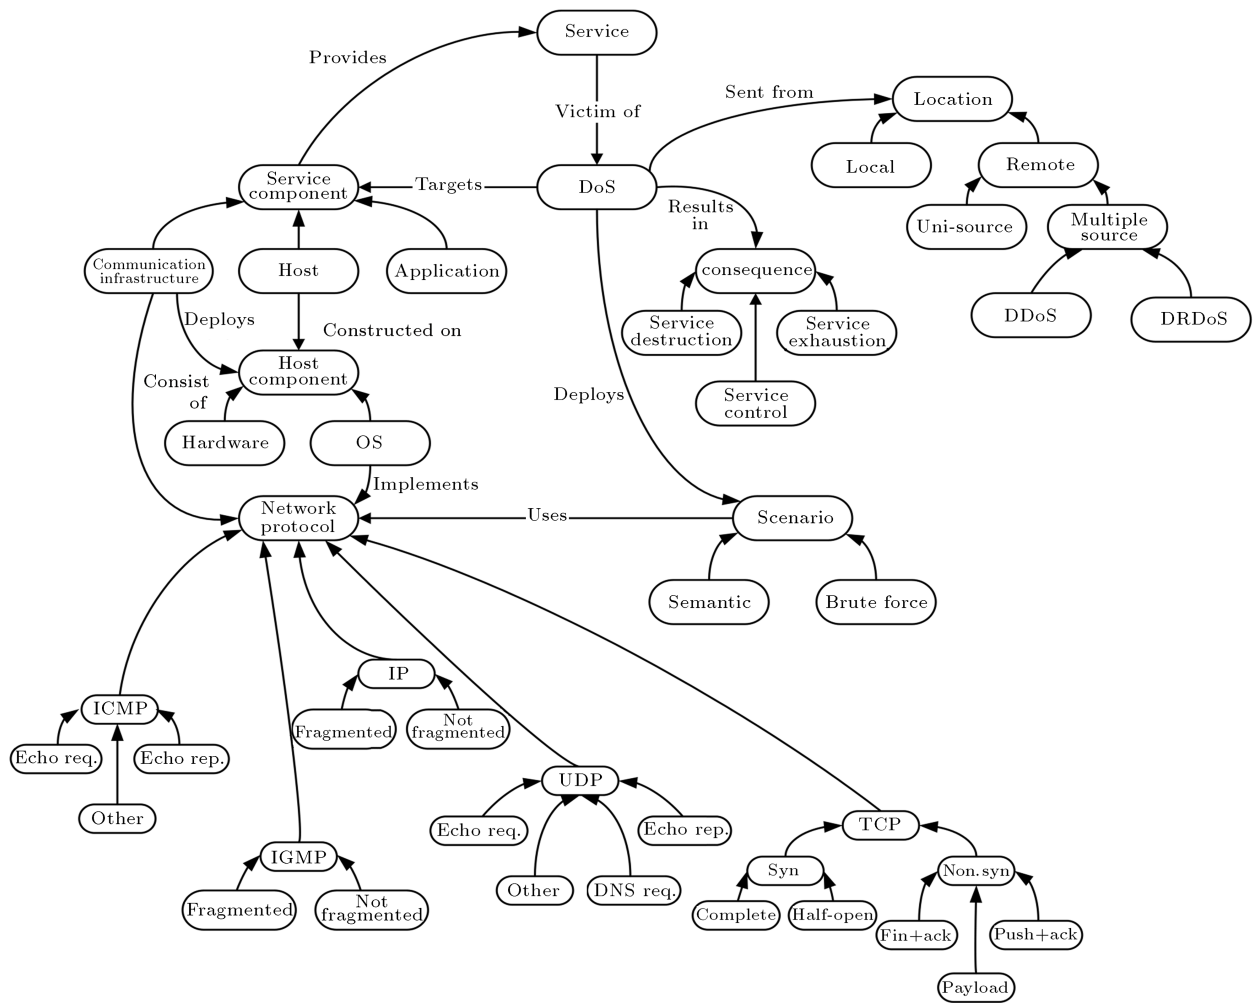 Service
Provides
Sent from
Location
Victim of
Local
Remote
Service
component
Targets
DoS
Results
in
Uni-source
Multiple
source
Communication
infrastructure
Host
Application
consequence
Deploys
Constructed on
Service
destruction
Service
exhaustion
DDoS
DRDoS
Host
component
Consist
of
Deploys
Service
control
Hardware
OS
Implements
Network
protocol
Uses
Scenario
Semantic
Brute force
IP
ICMP
Fragmented
Not
fragmented
Echo req.
Echo rep.
UDP
Other
Echo req.
Echo rep.
TCP
IGMP
Syn
Non.syn
Other
DNS req.
Fragmented
Not
fragmented
Complete
Half-open
Fin+ack
Push+ack
Payload